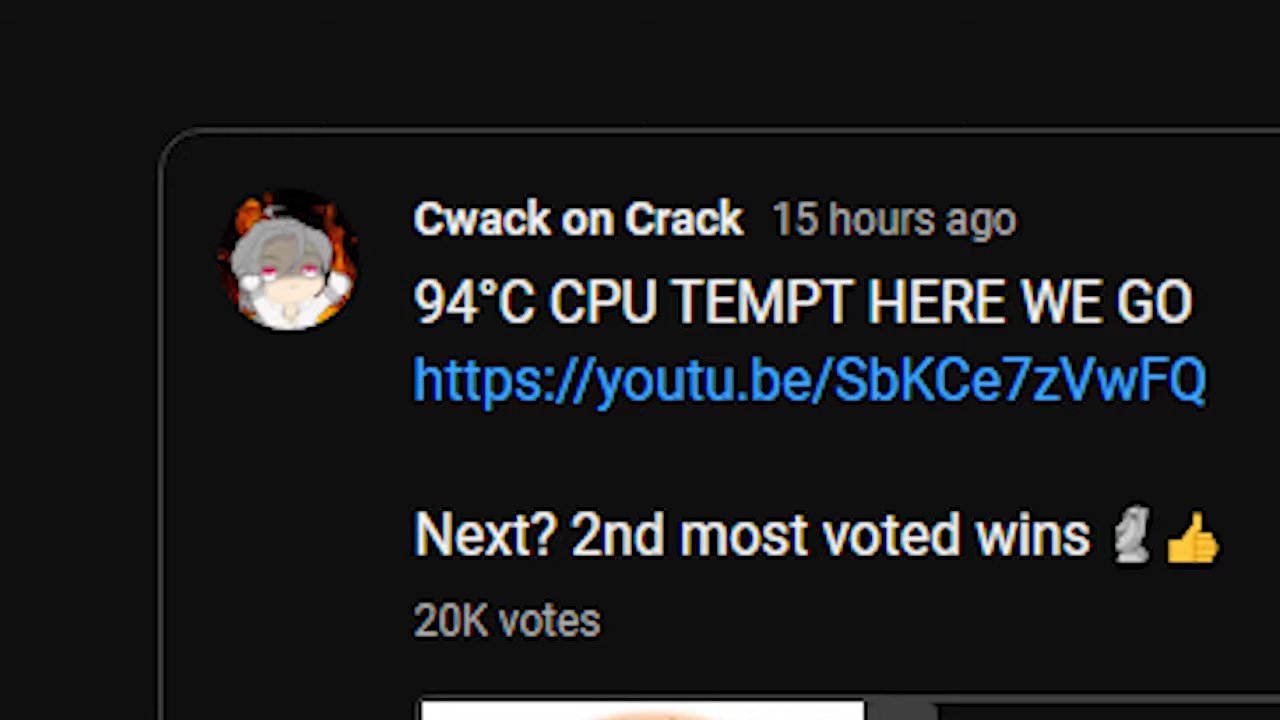 Cwack on Crack 15 hours ago
94°C CPU TEMPT HERE WE GO
https://youtu.be/SbKCe7zVwFQ
Next? 2nd most voted wins 🗿👍
20K votes